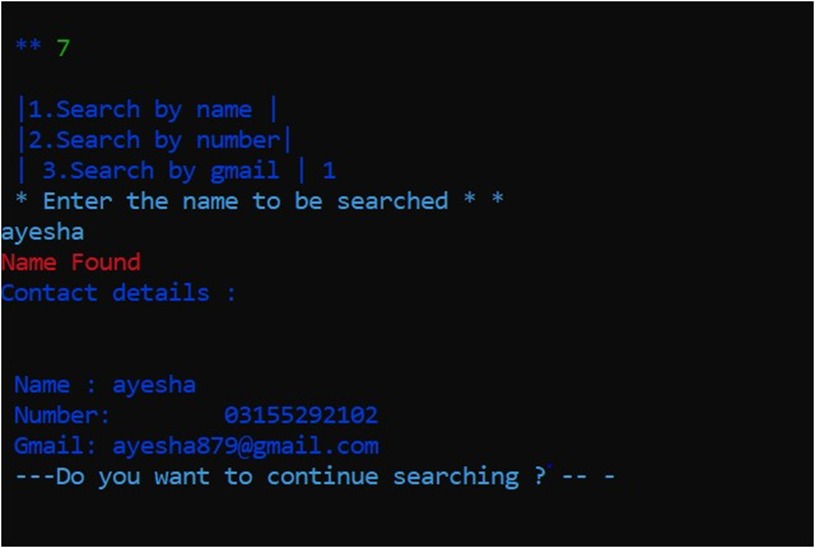 ** 7
|1.Search by name |
|2.Search by number|
| 3.Search by gmail | 1
* Enter the name to be searched * *
ayesha
Name Found
Contact details :
Name : ayesha
Number: 03155292102
Gmail: ayesha879@gmail.com
---Do you want to continue searching ? -- -